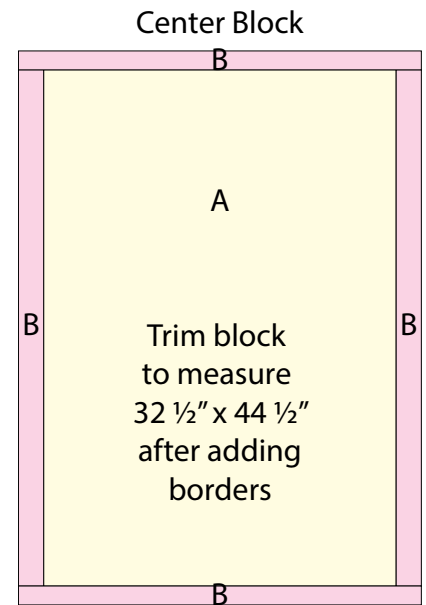 Center Block
B
A
B
B
Trim block
to measure
32 ½” x 44 ½”
after adding
borders
B